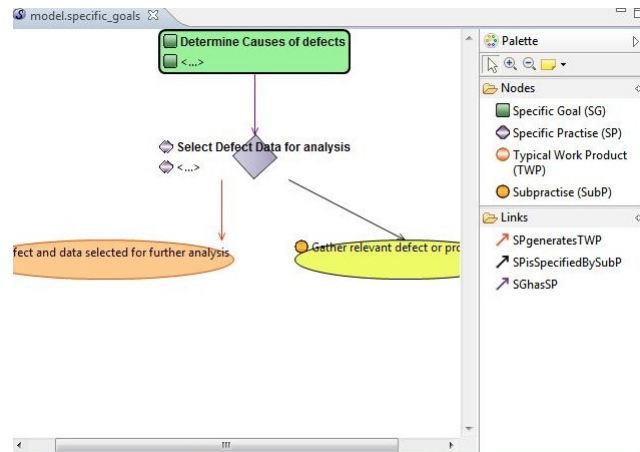 model.specific_goals
Determine Causes of defects
<...>
Select Defect Data for analysis
<...>
fect and data selected for further analysis
Gather relevant defect or pro
Palette
Nodes
Specific Goal (SG)
Specific Practise (SP)
Typical Work Product
(TWP)
Subpractise (SubP)
Links
SPgeneratesTWP
SPisSpecifiedBySubP
SGhasSP